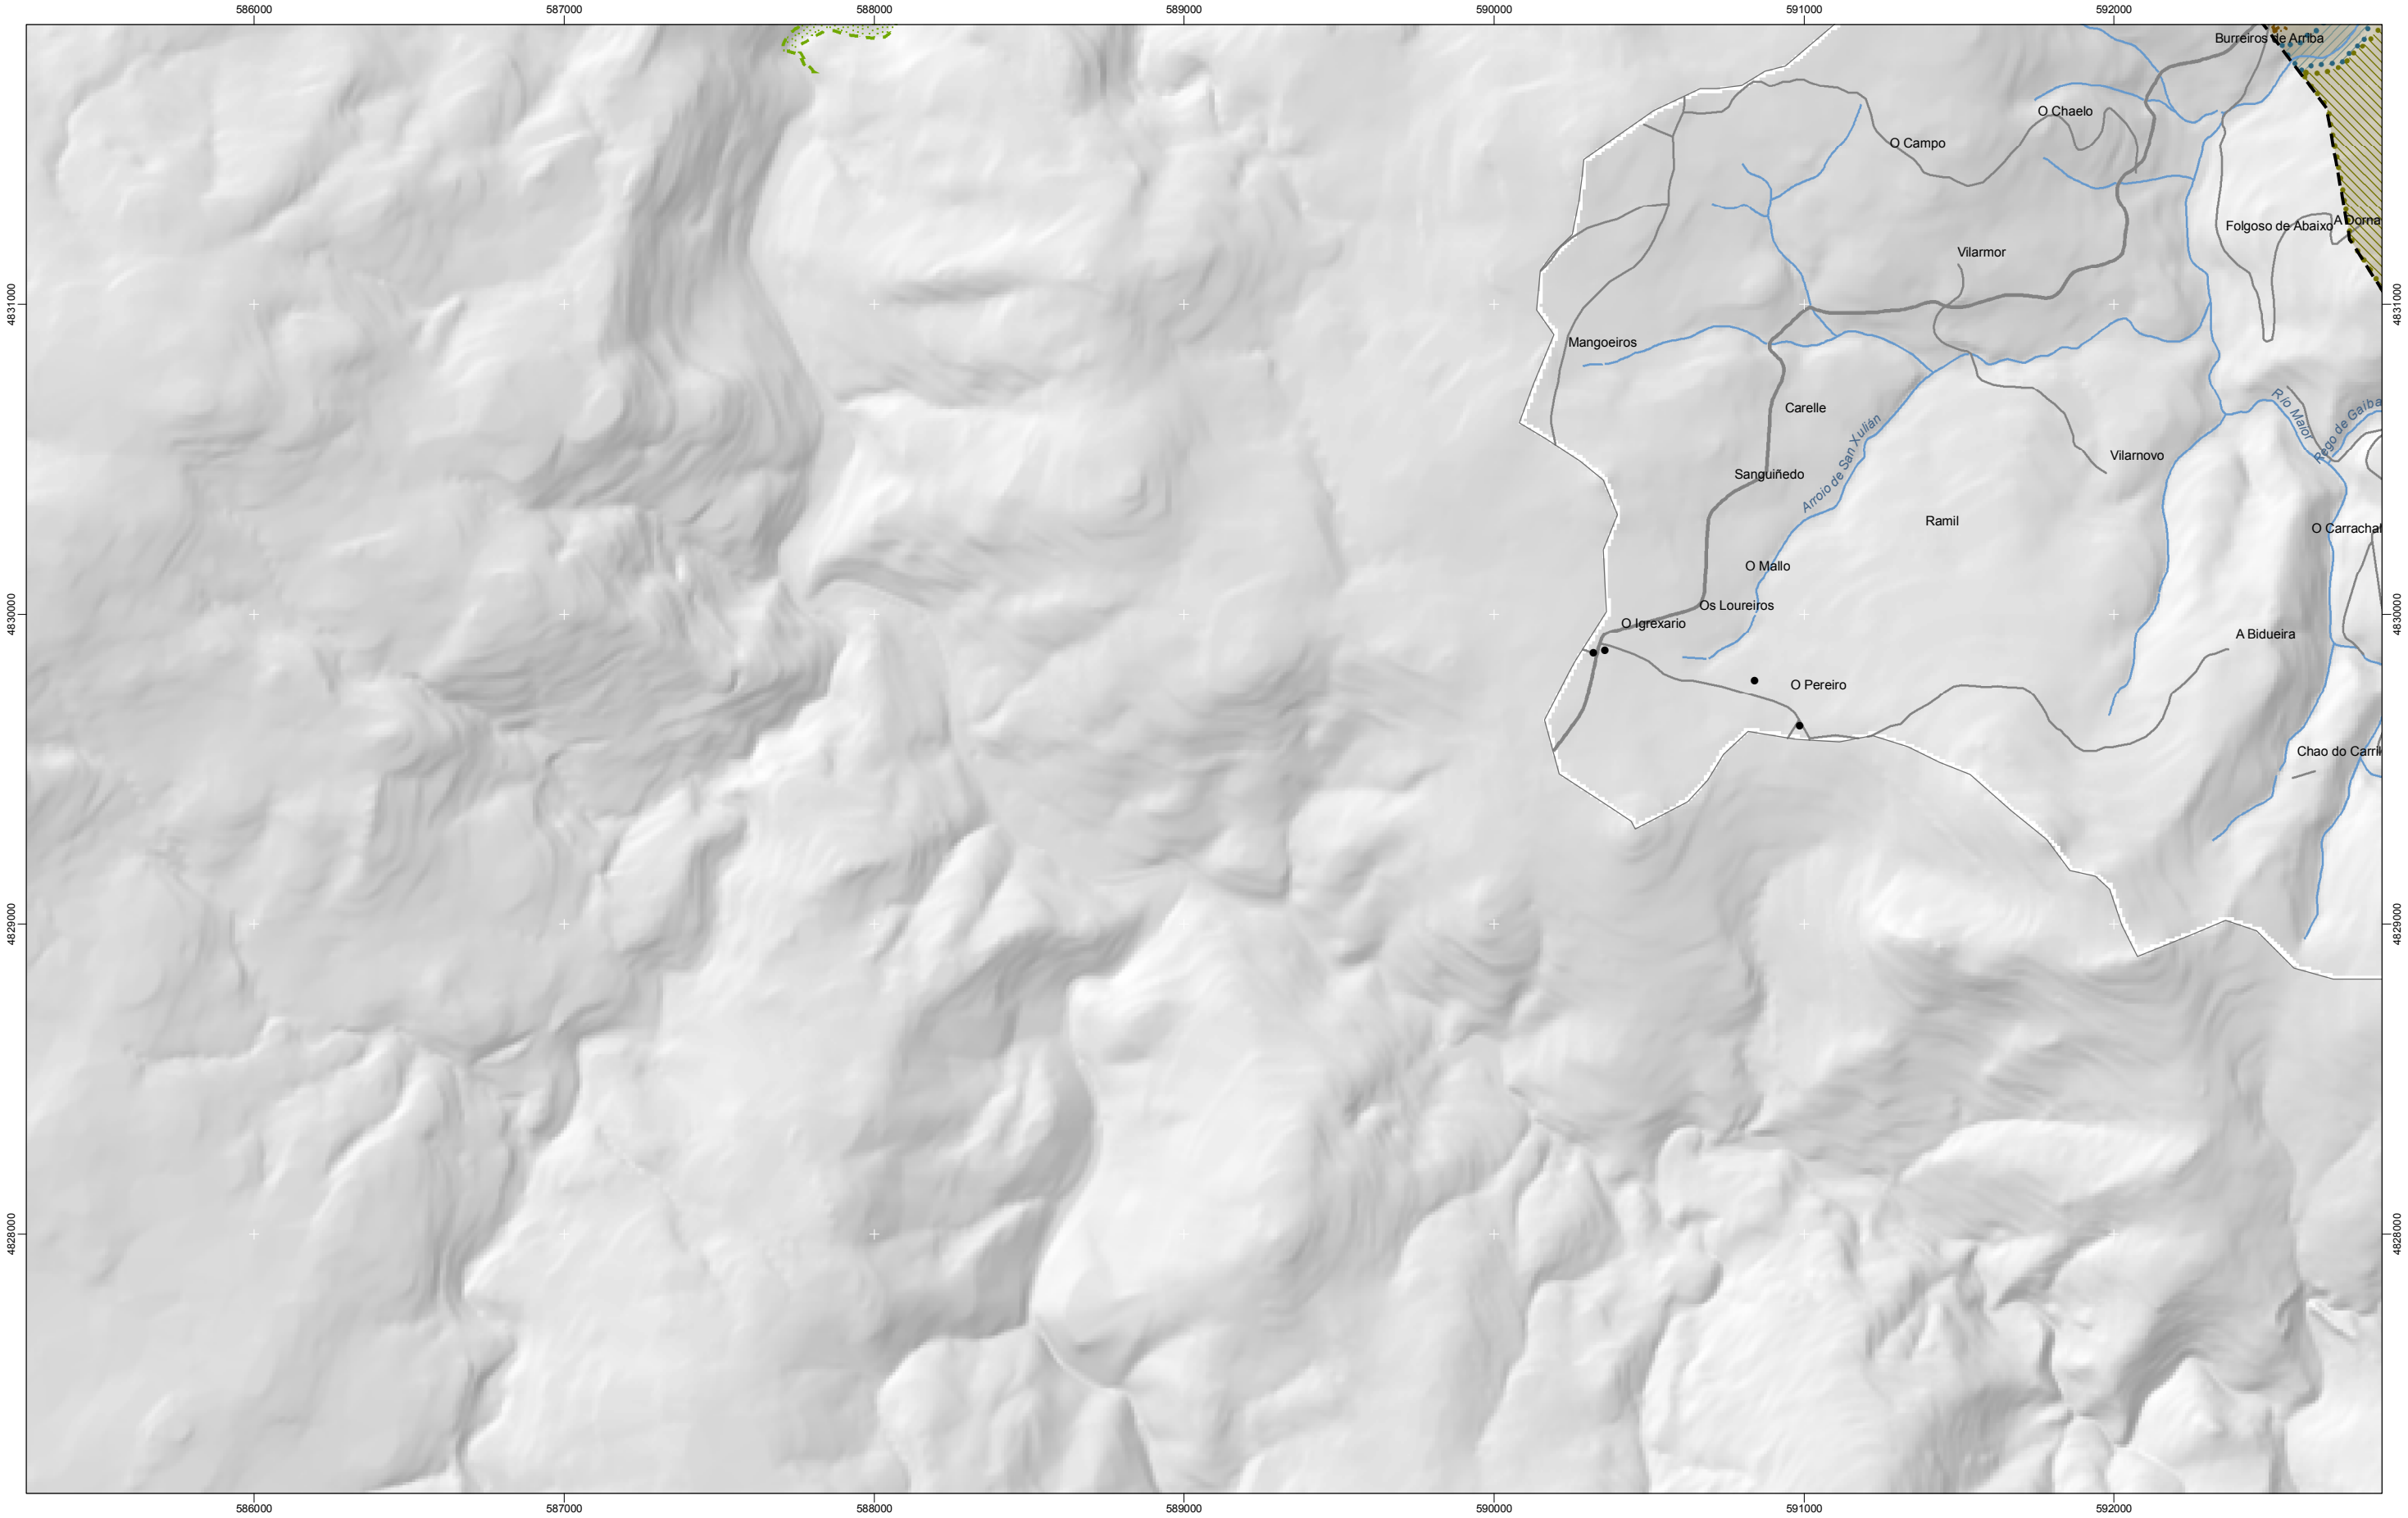 586000 587000 588000 589000 590000 591000 592000
Burreiros de Arriba
O Chaelo
O Campo
A Dorna
Folgoso de Abaixo
Vilarmor
4831000 4831000
Mangoeiros
Carelle
Río Maior
Rego de Gaiba
Arroio de San Xulián
Vilarnovo
Sanguiñedo
Ramil
O Carrachal
O Mallo
Os Loureiros
4830000 4830000
O Igrexario
A Bidueira
O Pereiro
Chao do Carri
4829000 4829000
4828000 4828000
586000 587000 588000 589000 590000 591000 592000